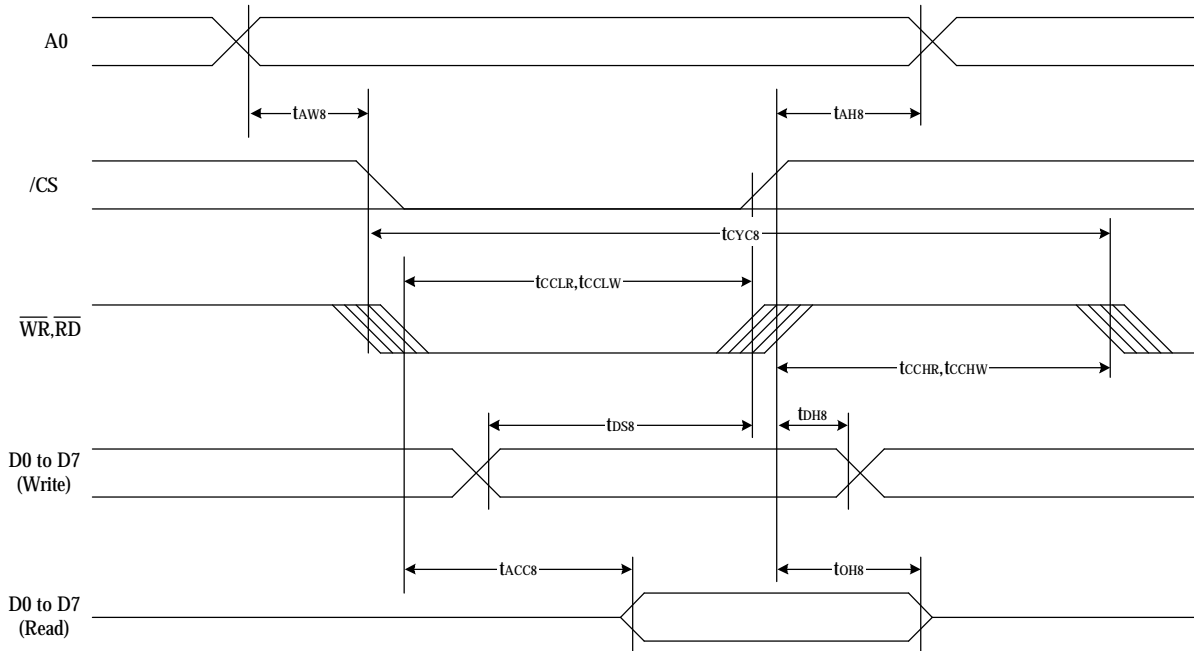 A0
tAW8
tAH8
/CS
tCYC8
tCCLR,tCCLW
WR,RD
tCCHR,tCCHW
tDS8
tDH8
D0 to D7
(Write)
tACC8
tOH8
D0 to D7
(Read)